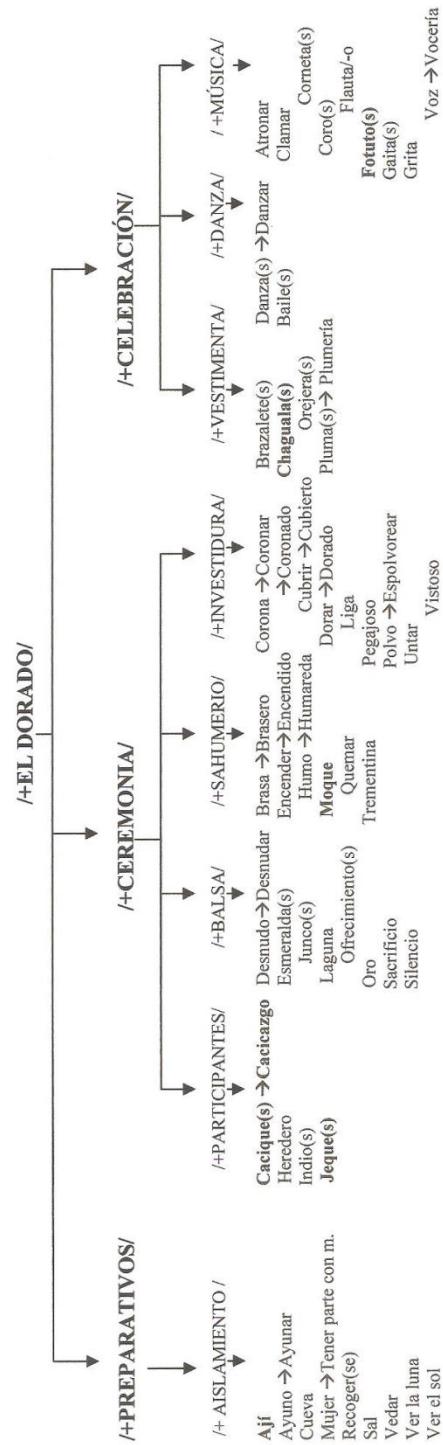 /+EL DORADO/
/+PREPARATIVOS/
/+ AISLAMIENTO /
Ají
Ayuno →Ayunar
Cueva
Mujer →Tener parte con m.
Recoger(se)
Sal
Vedar
Ver la luna
Ver el sol
/+CEREMONIA/
/+PARTICIPANTES/
Cacique(s) →Cacicazgo
Heredero
Indio(s)
Jeque(s)
/+BALSA/
Desnudo→Desnudar
Esmeralda(s)
Junco(s)
Laguna
Ofrecimiento(s)
Oro
Sacrificio
Silencio
/+SAHUMERIO/
Brasa →Brasero
Encender→Encendido
Humo →Humareda
Moque
Quemar
Trementina
/+INVESTIDURA/
Corona →Coronar
→Coronado
Cubrir →Cubierto
Dorar →Dorado
Liga
Pegajoso
Polvo →Espolvorear
Untar
Vistoso
/+CELEBRACIÓN/
/+VESTIMENTA/
Brazalete(s)
Chaguala(s)
Orejera(s)
Pluma(s)→ Plumería
/+DANZA/
Danza(s) →Danzar
Baile(s)
/ +MÚSICA/
Atronar
Clamar
Corneta(s)
Coro(s)
Flauta/-o
Fotuto(s)
Gaita(s)
Grita
Voz →Vocería